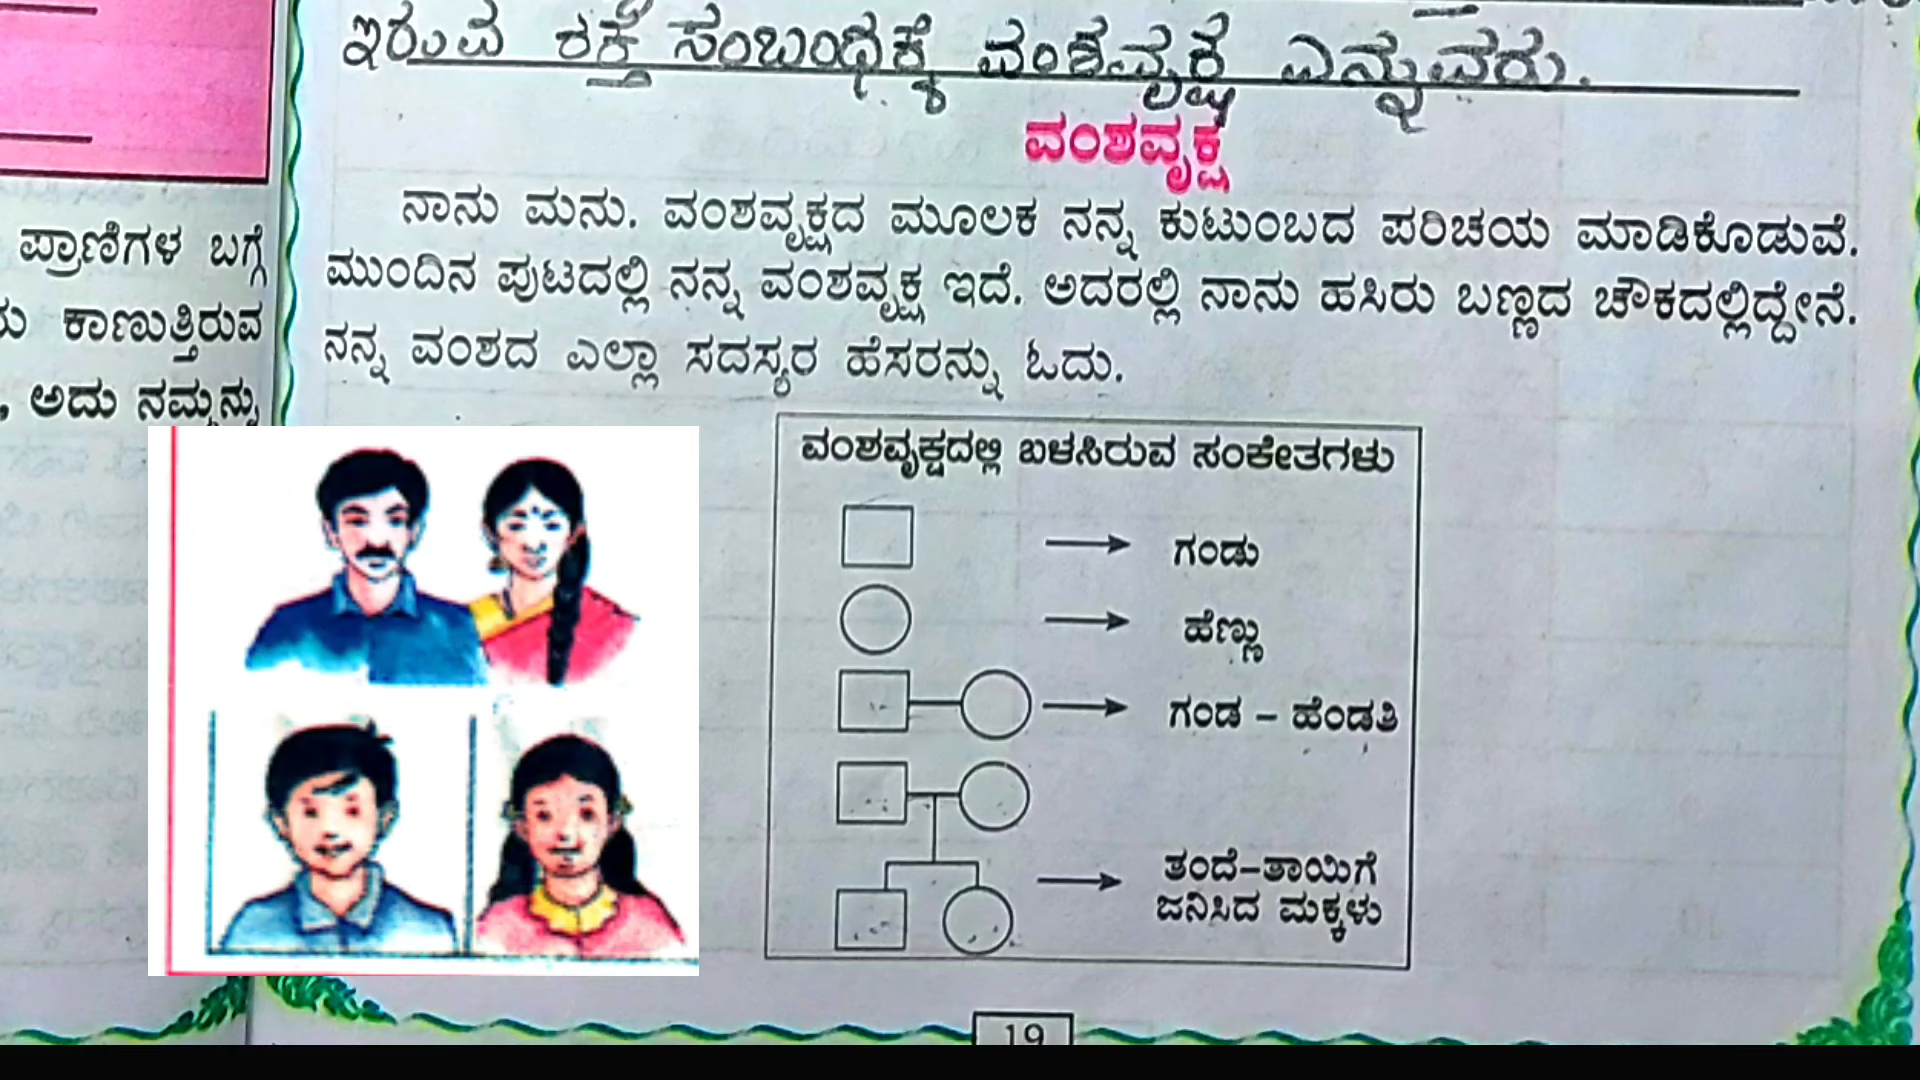 ಇರುವ ರಕ್ತ ಸಂಬಂಧಕ್ಕೆ ವಂಶವೃಕ್ಷ ಎನ್ನುವರು.
ವಂಶವೃಕ್ಷ
ನಾನು ಮನು. ವಂಶವೃಕ್ಷದ ಮೂಲಕ ನನ್ನ ಕುಟುಂಬದ ಪರಿಚಯ ಮಾಡಿಕೊಡುವೆ.
ಮುಂದಿನ ಪುಟದಲ್ಲಿ ನನ್ನ ವಂಶವೃಕ್ಷ ಇದೆ. ಅದರಲ್ಲಿ ನಾನು ಹಸಿರು ಬಣ್ಣದ ಚೌಕದಲ್ಲಿದ್ದೇನೆ.
ನನ್ನ ವಂಶದ ಎಲ್ಲಾ ಸದಸ್ಯರ ಹೆಸರನ್ನು ಓದು.
ಪ್ರಾಣಿಗಳ ಬಗ್ಗೆ
ಕಾಣುತ್ತಿರುವ
, ಅದು ನಮ್ಮನ್ನು
ವಂಶವೃಕ್ಷದಲ್ಲಿ ಬಳಸಿರುವ ಸಂಕೇತಗಳು
ಗಂಡು
ಹೆಣ್ಣು
ಗಂಡ – ಹೆಂಡತಿ
ತಂದೆ–ತಾಯಿಗೆ
ಜನಿಸಿದ ಮಕ್ಕಳು
19